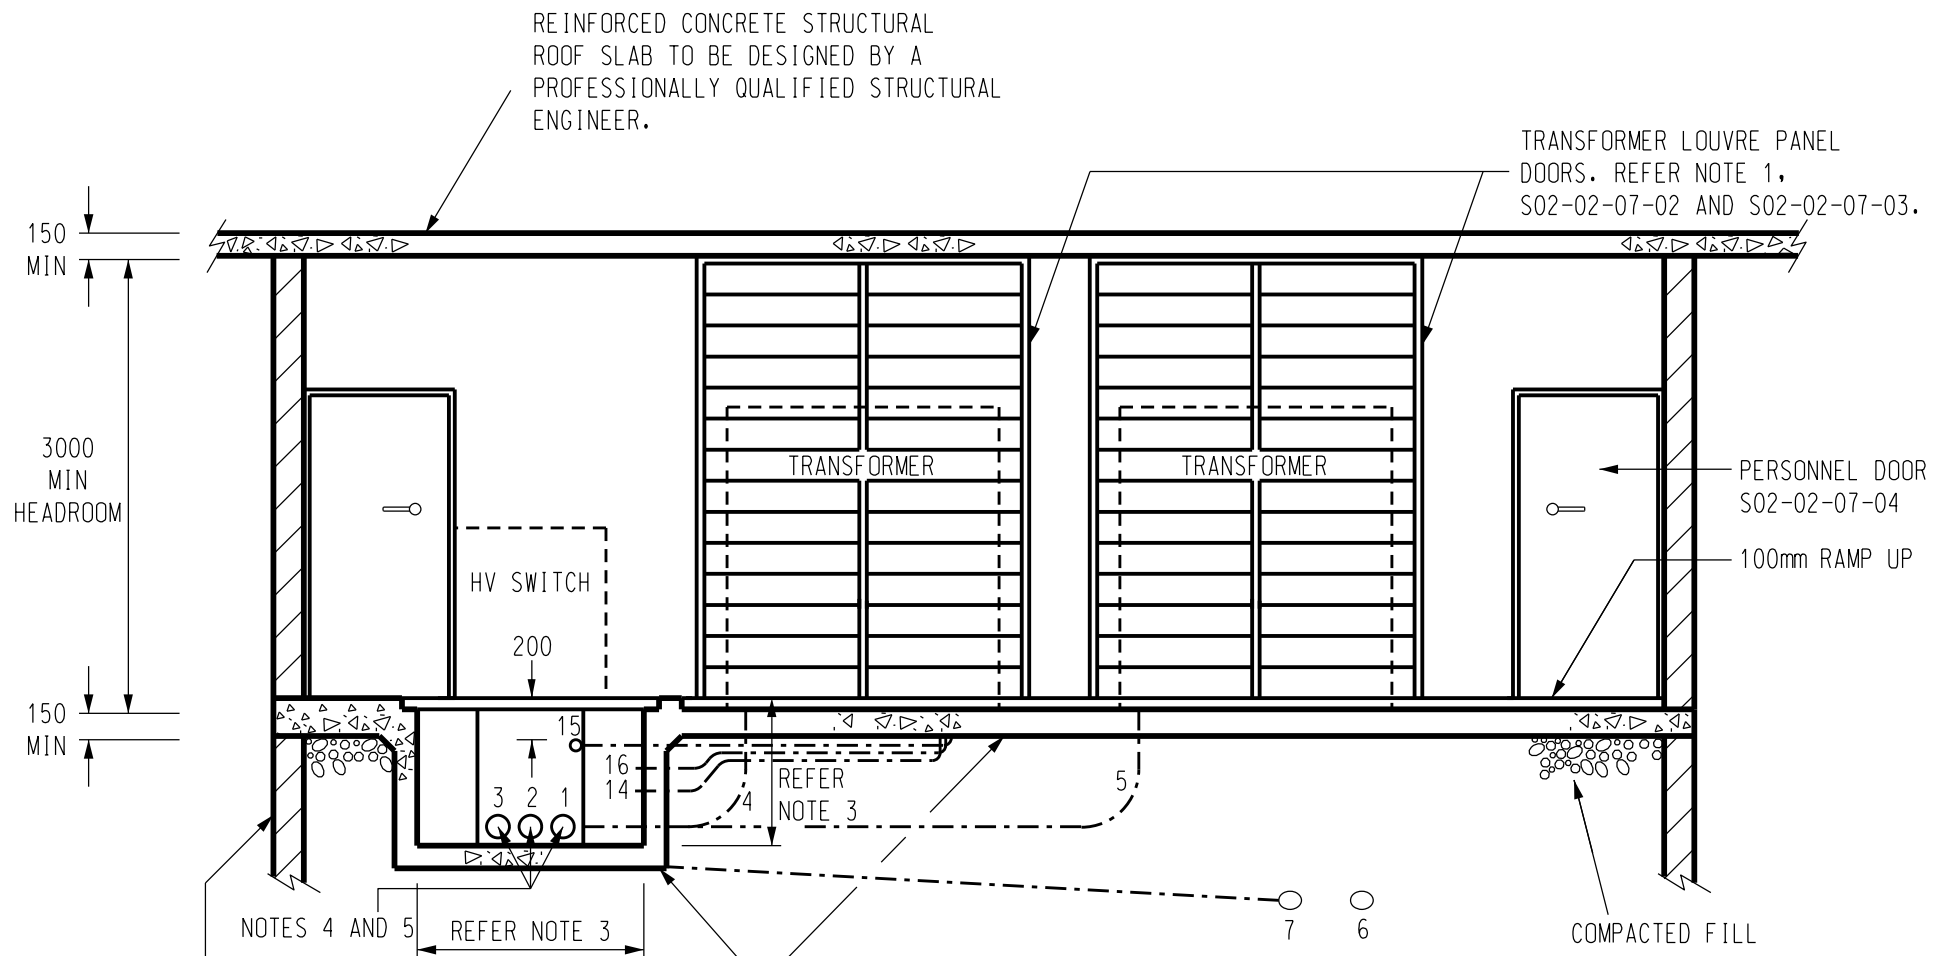 REINFORCED CONCRETE STRUCTURAL
ROOF SLAB TO BE DESIGNED BY A
PROFESSIONALLY QUALIFIED STRUCTURAL
ENGINEER.
TRANSFORMER LOUVRE PANEL
DOORS. REFER NOTE 1,
S02-02-07-02 AND S02-02-07-03.
150
MIN
3000
MIN
HEADROOM
TRANSFORMER
TRANSFORMER
PERSONNEL DOOR
S02-02-07-04
100mm RAMP UP
HV SWITCH
200
150
MIN
15
16
14
3 2 1
4
REFER
NOTE 3
5
NOTES 4 AND 5
REFER NOTE 3
7 6
COMPACTED FILL